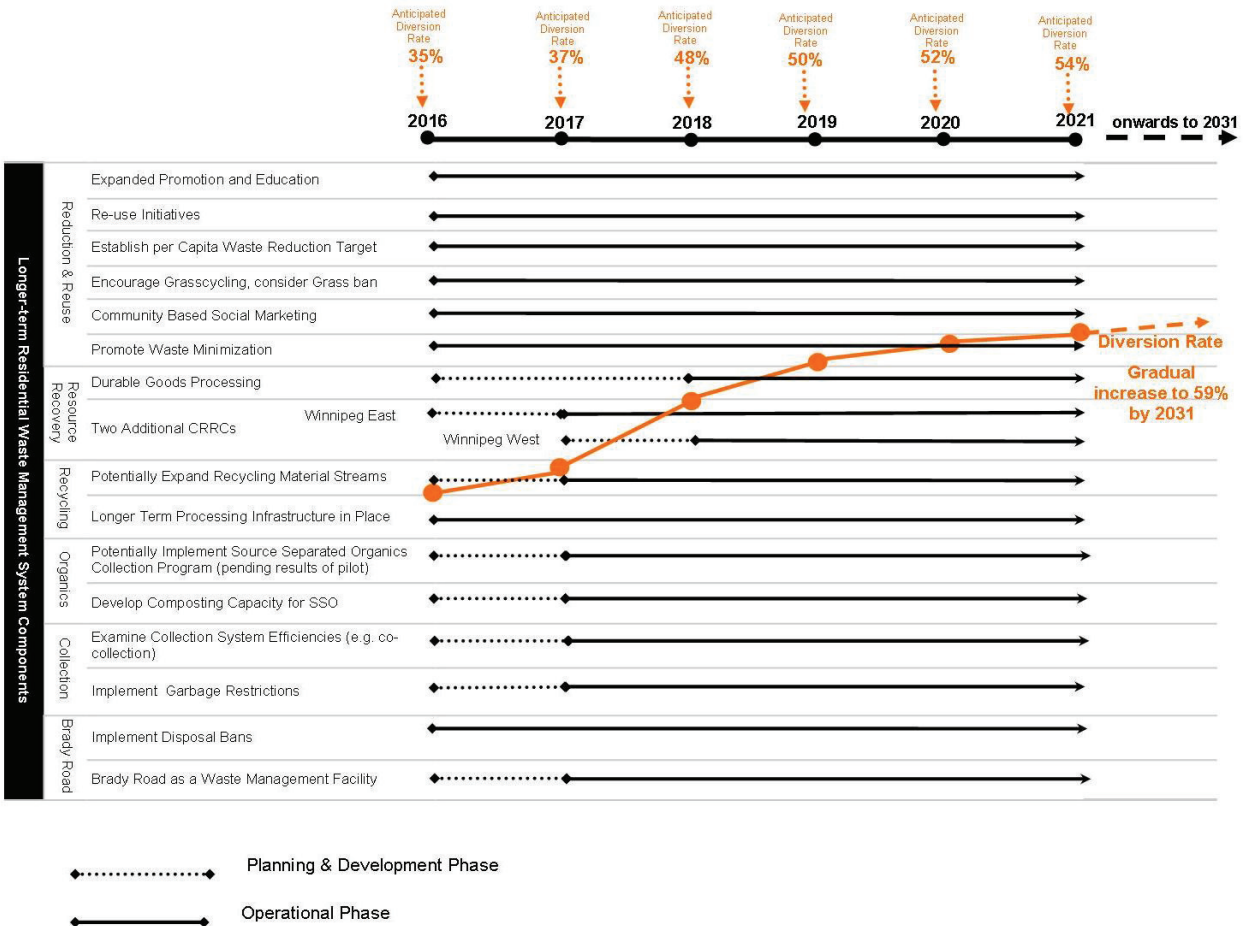 Anticipated
Diversion
Rate
35%
Anticipated
Diversion
Rate
37%
Anticipated
Diversion
Rate
48%
Anticipated
Diversion
Rate
50%
Anticipated
Diversion
Rate
52%
Anticipated
Diversion
Rate
54%
2016 2017 2018 2019 2020 2021 onwards to 2031
Longer-term Residential Waste Management System Components
Reduction & Reuse
Expanded Promotion and Education
Re-use Initiatives
Establish per Capita Waste Reduction Target
Encourage Grasscycling, consider Grass ban
Community Based Social Marketing
Promote Waste Minimization
Diversion Rate
Gradual
increase to 59%
by 2031
Resource
Recovery
Durable Goods Processing
Two Additional CRRCs
Winnipeg East
Winnipeg West
Recycling
Potentially Expand Recycling Material Streams
Longer Term Processing Infrastructure in Place
Organics
Potentially Implement Source Separated Organics
Collection Program (pending results of pilot)
Develop Composting Capacity for SSO
Collection
Examine Collection System Efficiencies (e.g. co-
collection)
Implement Garbage Restrictions
Brady Road
Implement Disposal Bans
Brady Road as a Waste Management Facility
Planning & Development Phase
Operational Phase